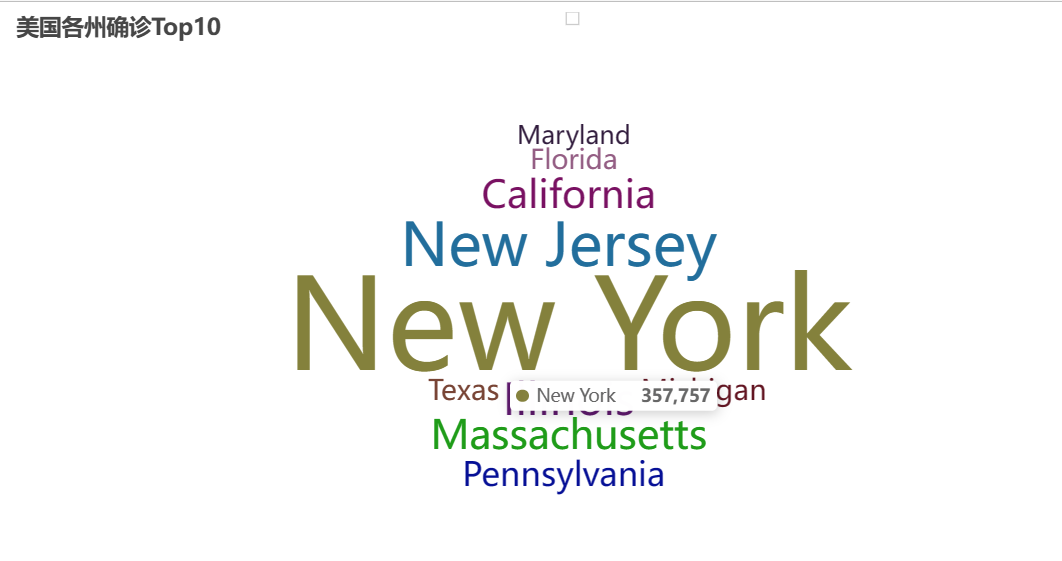 美国各州确诊Top10
Maryland
Florida
California
New Jersey
New York
Texas
Michigan
Illinois
New York 357,757
Massachusetts
Pennsylvania